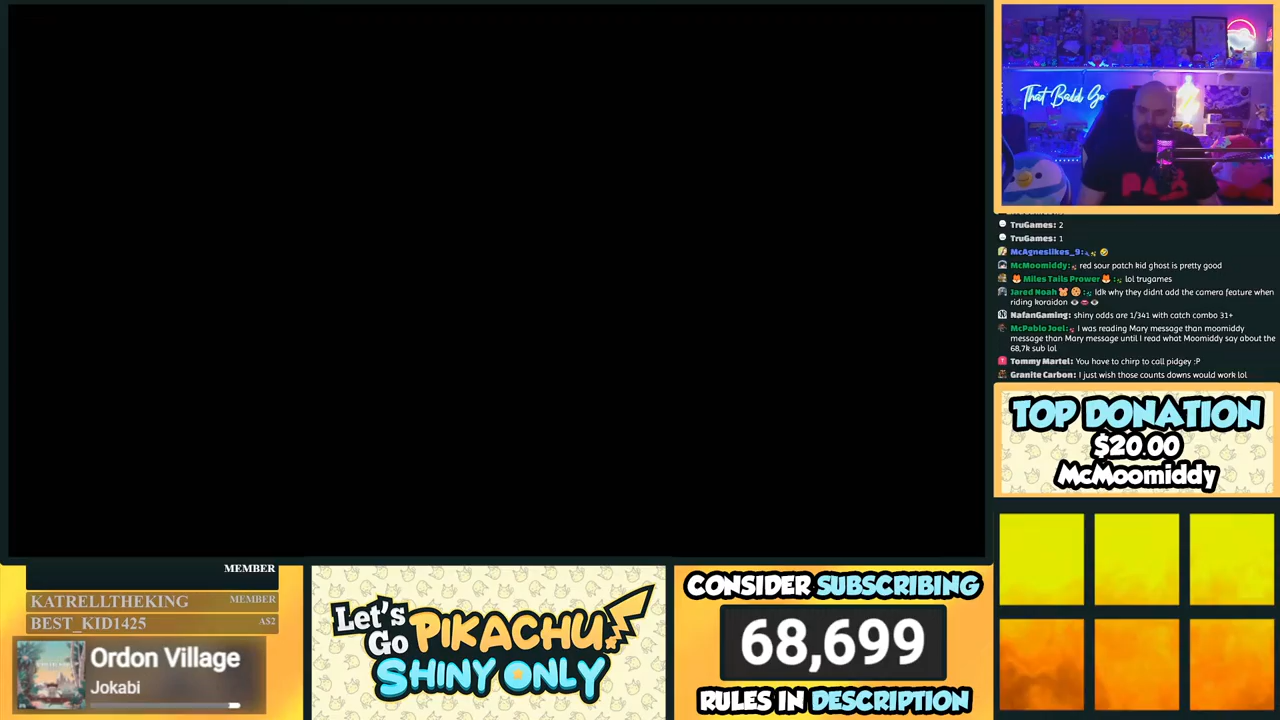 That Bald G
TruGames: 2
TruGames: 1
McAgneslikes_9:
McMoomiddy: red sour patch kid ghost is pretty good
Miles Tails Prower : lol trugames
Jared Noah : Idk why they didnt add the camera feature when
riding koraidon
NafanGaming: shiny odds are 1/341 with catch combo 31+
McPablo Joel: I was reading Mary message than moomiddy
message than Mary message until I read what Moomiddy say about the
68,7k sub lol
Tommy Martel: You have to chirp to call pidgey :P
Granite Carbon: I just wish those counts downs would work lol
TOP DONATION
$20.00
McMoomiddy
MEMBER
KATRELLTHEKING MEMBER
BEST_KID1425 A$2
Ordon Village
Jokabi
Let's
Go PIKACHU
SHINY ONLY
CONSIDER SUBSCRIBING
68,699
RULES IN DESCRIPTION